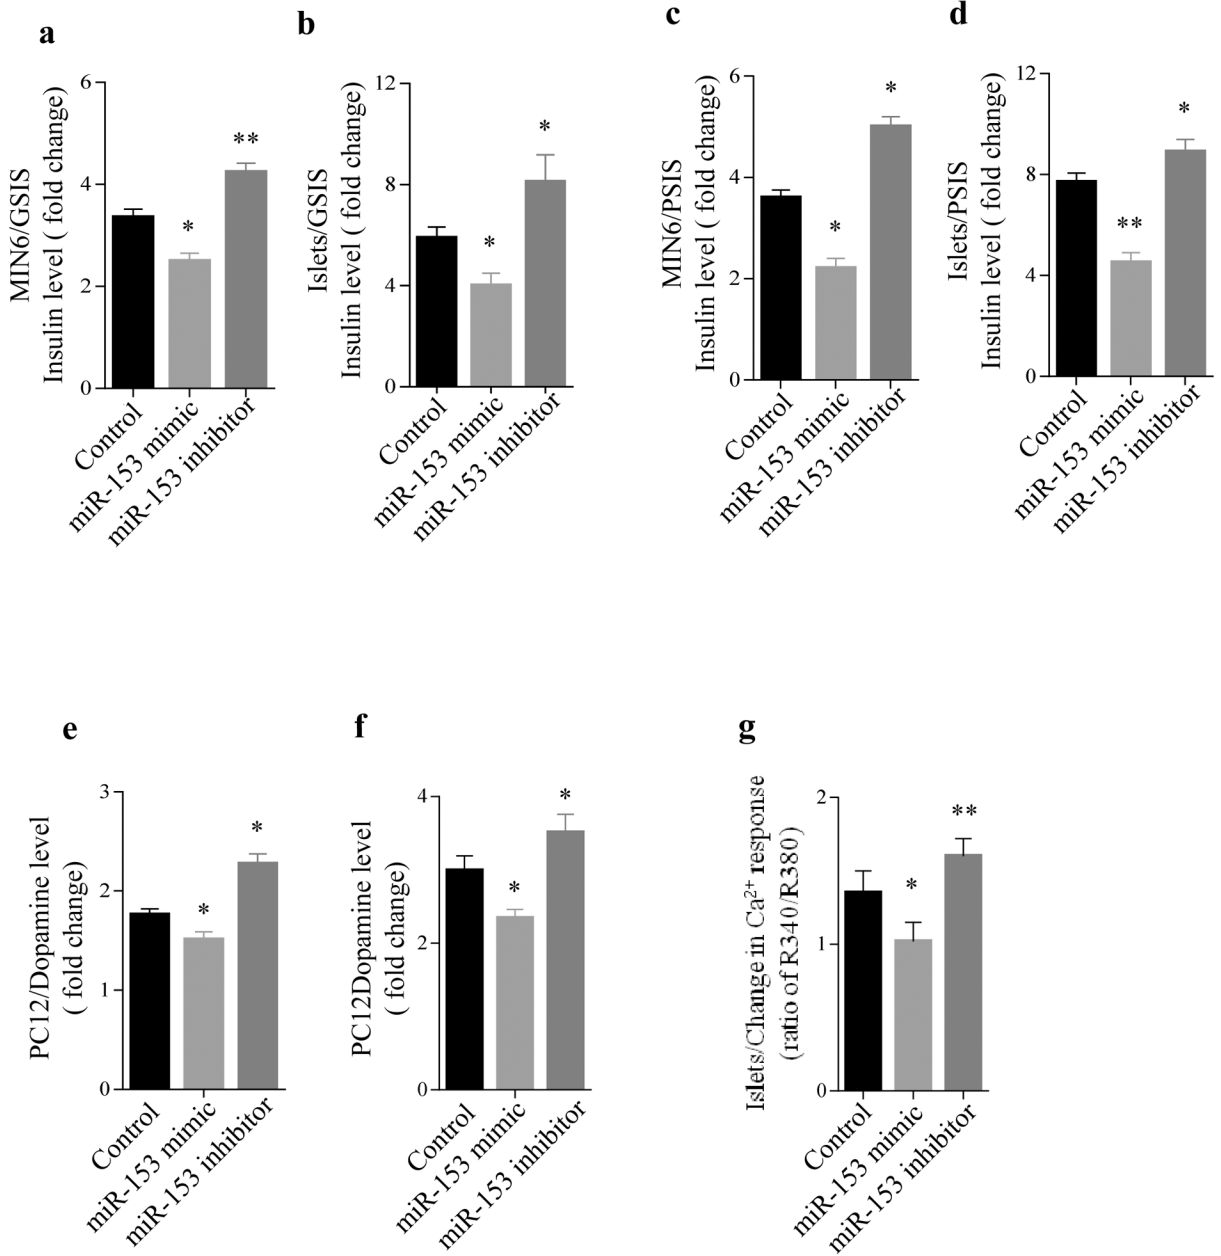 a
MIN6/GSIS
Insulin level ( fold change)
6
4
2
0
*
**
Control
miR-153 mimic
miR-153 inhibitor
b
Islets/GSIS
Insulin level ( fold change)
12
8
4
0
*
*
Control
miR-153 mimic
miR-153 inhibitor
c
MIN6/PSIS
Insulin level ( fold change)
6
4
2
0
*
*
Control
miR-153 mimic
miR-153 inhibitor
d
Islets/PSIS
Insulin level ( fold change)
12
8
4
0
**
*
Control
miR-153 mimic
miR-153 inhibitor
e
PC12/Dopamine level
( fold change)
3
2
1
0
*
*
Control
miR-153 mimic
miR-153 inhibitor
f
PC12Dopamine level
( fold change)
4
2
0
*
*
Control
miR-153 mimic
miR-153 inhibitor
g
Islets/Change in Ca²⁺ response
(ratio of R340/R380)
2
1
0
*
**
Control
miR-153 mimic
miR-153 inhibitor